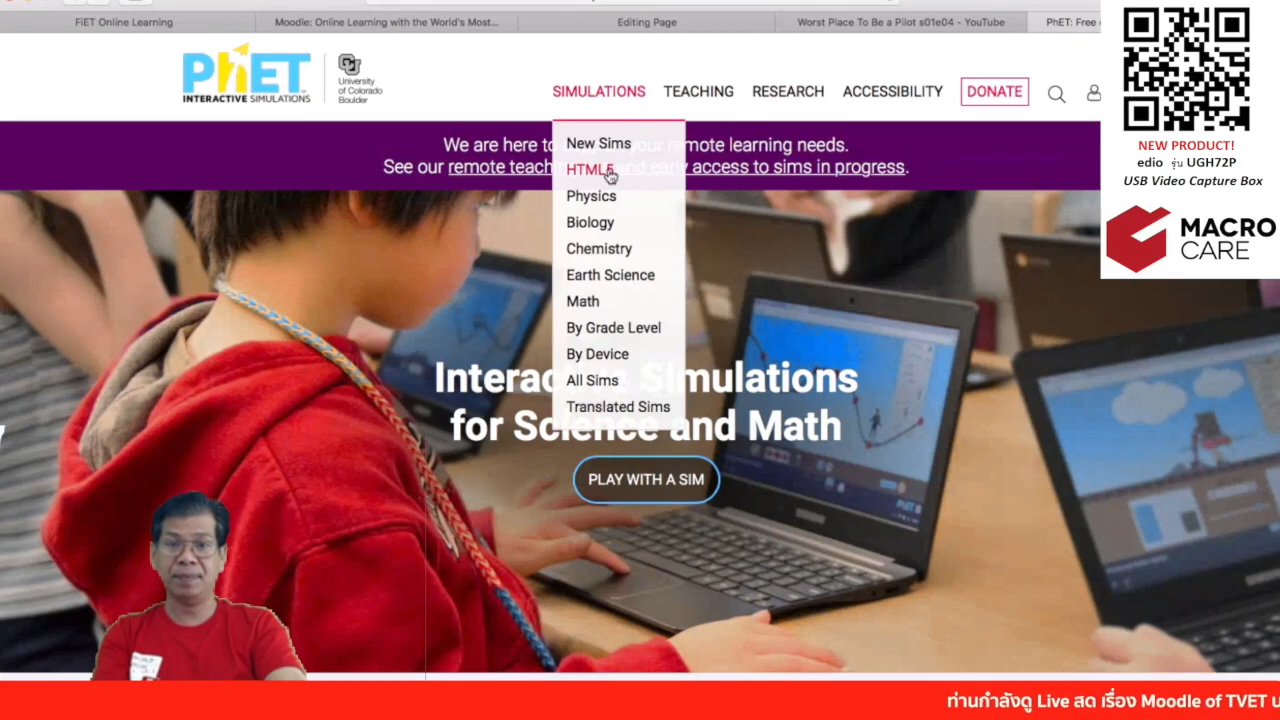 FiET Online Learning
Moodle: Online Learning with the World's Most...
Editing Page
Worst Place To Be a Pilot s01e04 - YouTube
PhET: Free
PhET
INTERACTIVE SIMULATIONS
CU
University
of Colorado
Boulder
SIMULATIONS
TEACHING
RESEARCH
ACCESSIBILITY
DONATE
We are here to your remote learning needs.
See our remote and early access to sims in progress.
New Sims
HTML5
Physics
Biology
Chemistry
Earth Science
Math
By Grade Level
By Device
All Sims
Translated Sims
Interactive Simulations
for Science and Math
PLAY WITH A SIM
NEW PRODUCT!
edio รุ่น UGH72P
USB Video Capture Box
MACRO
CARE
ท่านกำลังดู Live สด เรื่อง Moodle of TVET